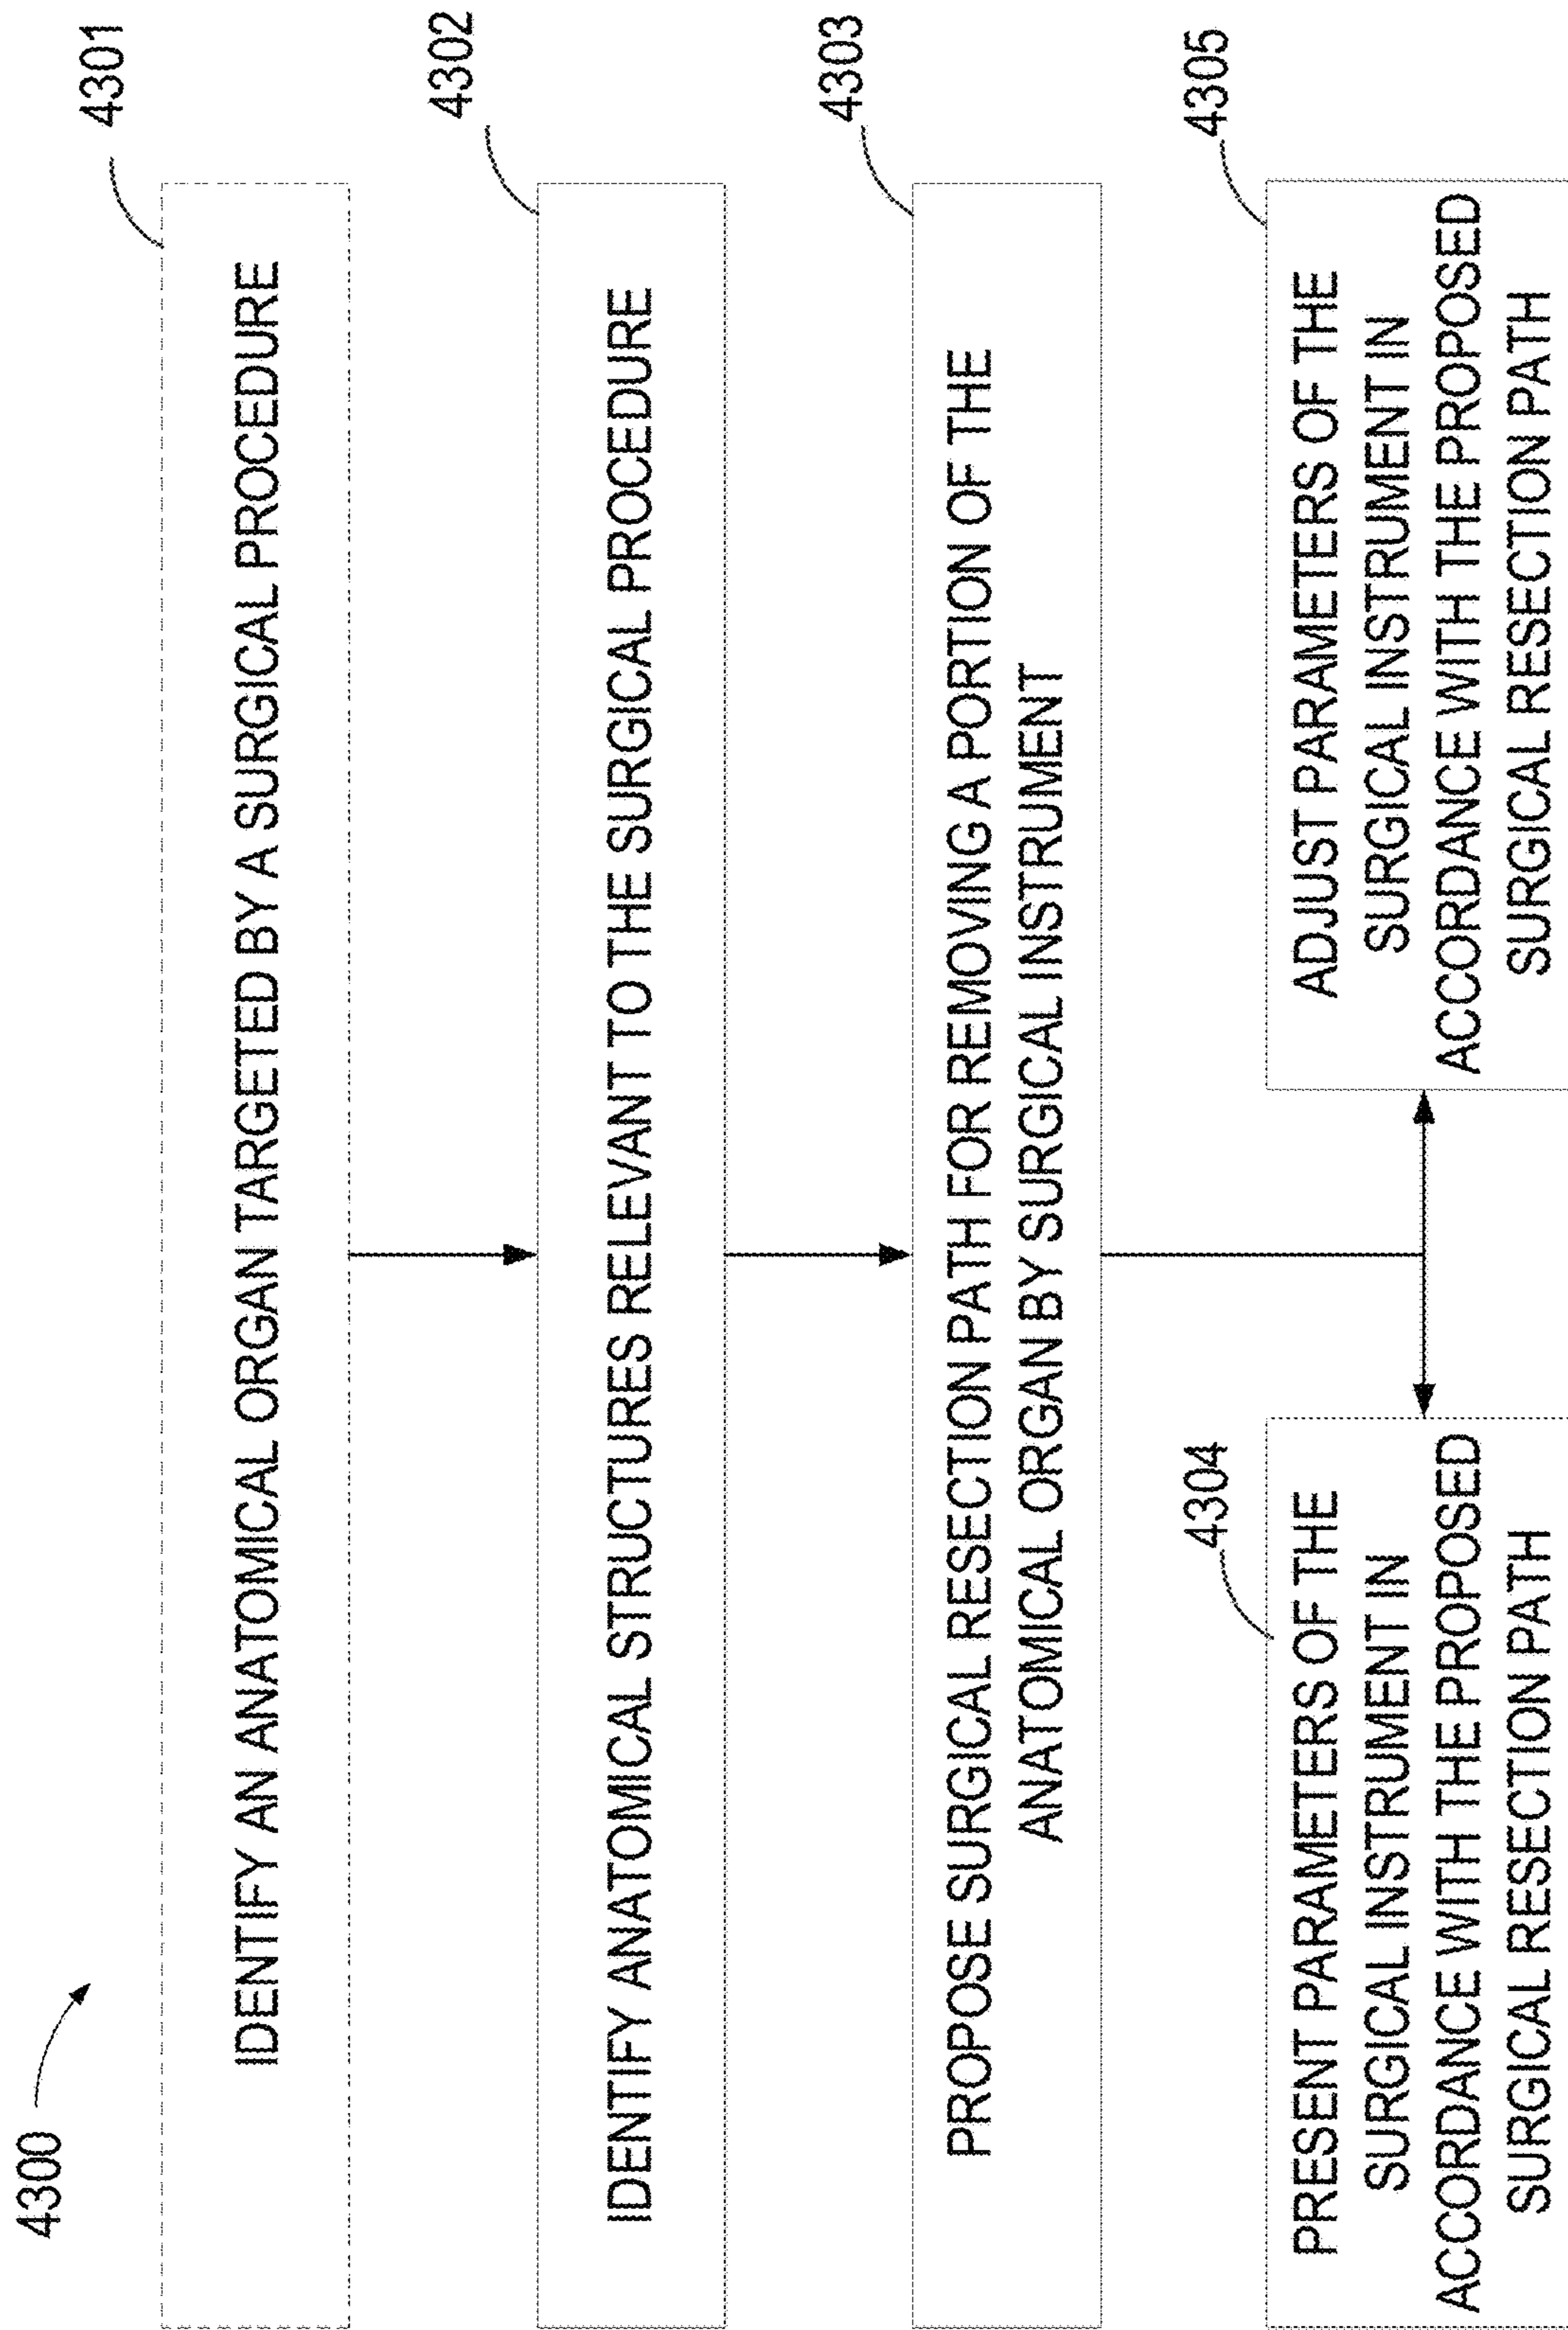 4300
4301
IDENTIFY AN ANATOMICAL ORGAN TARGETED BY A SURGICAL PROCEDURE
4302
IDENTIFY ANATOMICAL STRUCTURES RELEVANT TO THE SURGICAL PROCEDURE
4303
PROPOSE SURGICAL RESECTION PATH FOR REMOVING A PORTION OF THE
ANATOMICAL ORGAN BY SURGICAL INSTRUMENT
4304
PRESENT PARAMETERS OF THE
SURGICAL INSTRUMENT IN
ACCORDANCE WITH THE PROPOSED
SURGICAL RESECTION PATH
4305
ADJUST PARAMETERS OF THE
SURGICAL INSTRUMENT IN
ACCORDANCE WITH THE PROPOSED
SURGICAL RESECTION PATH